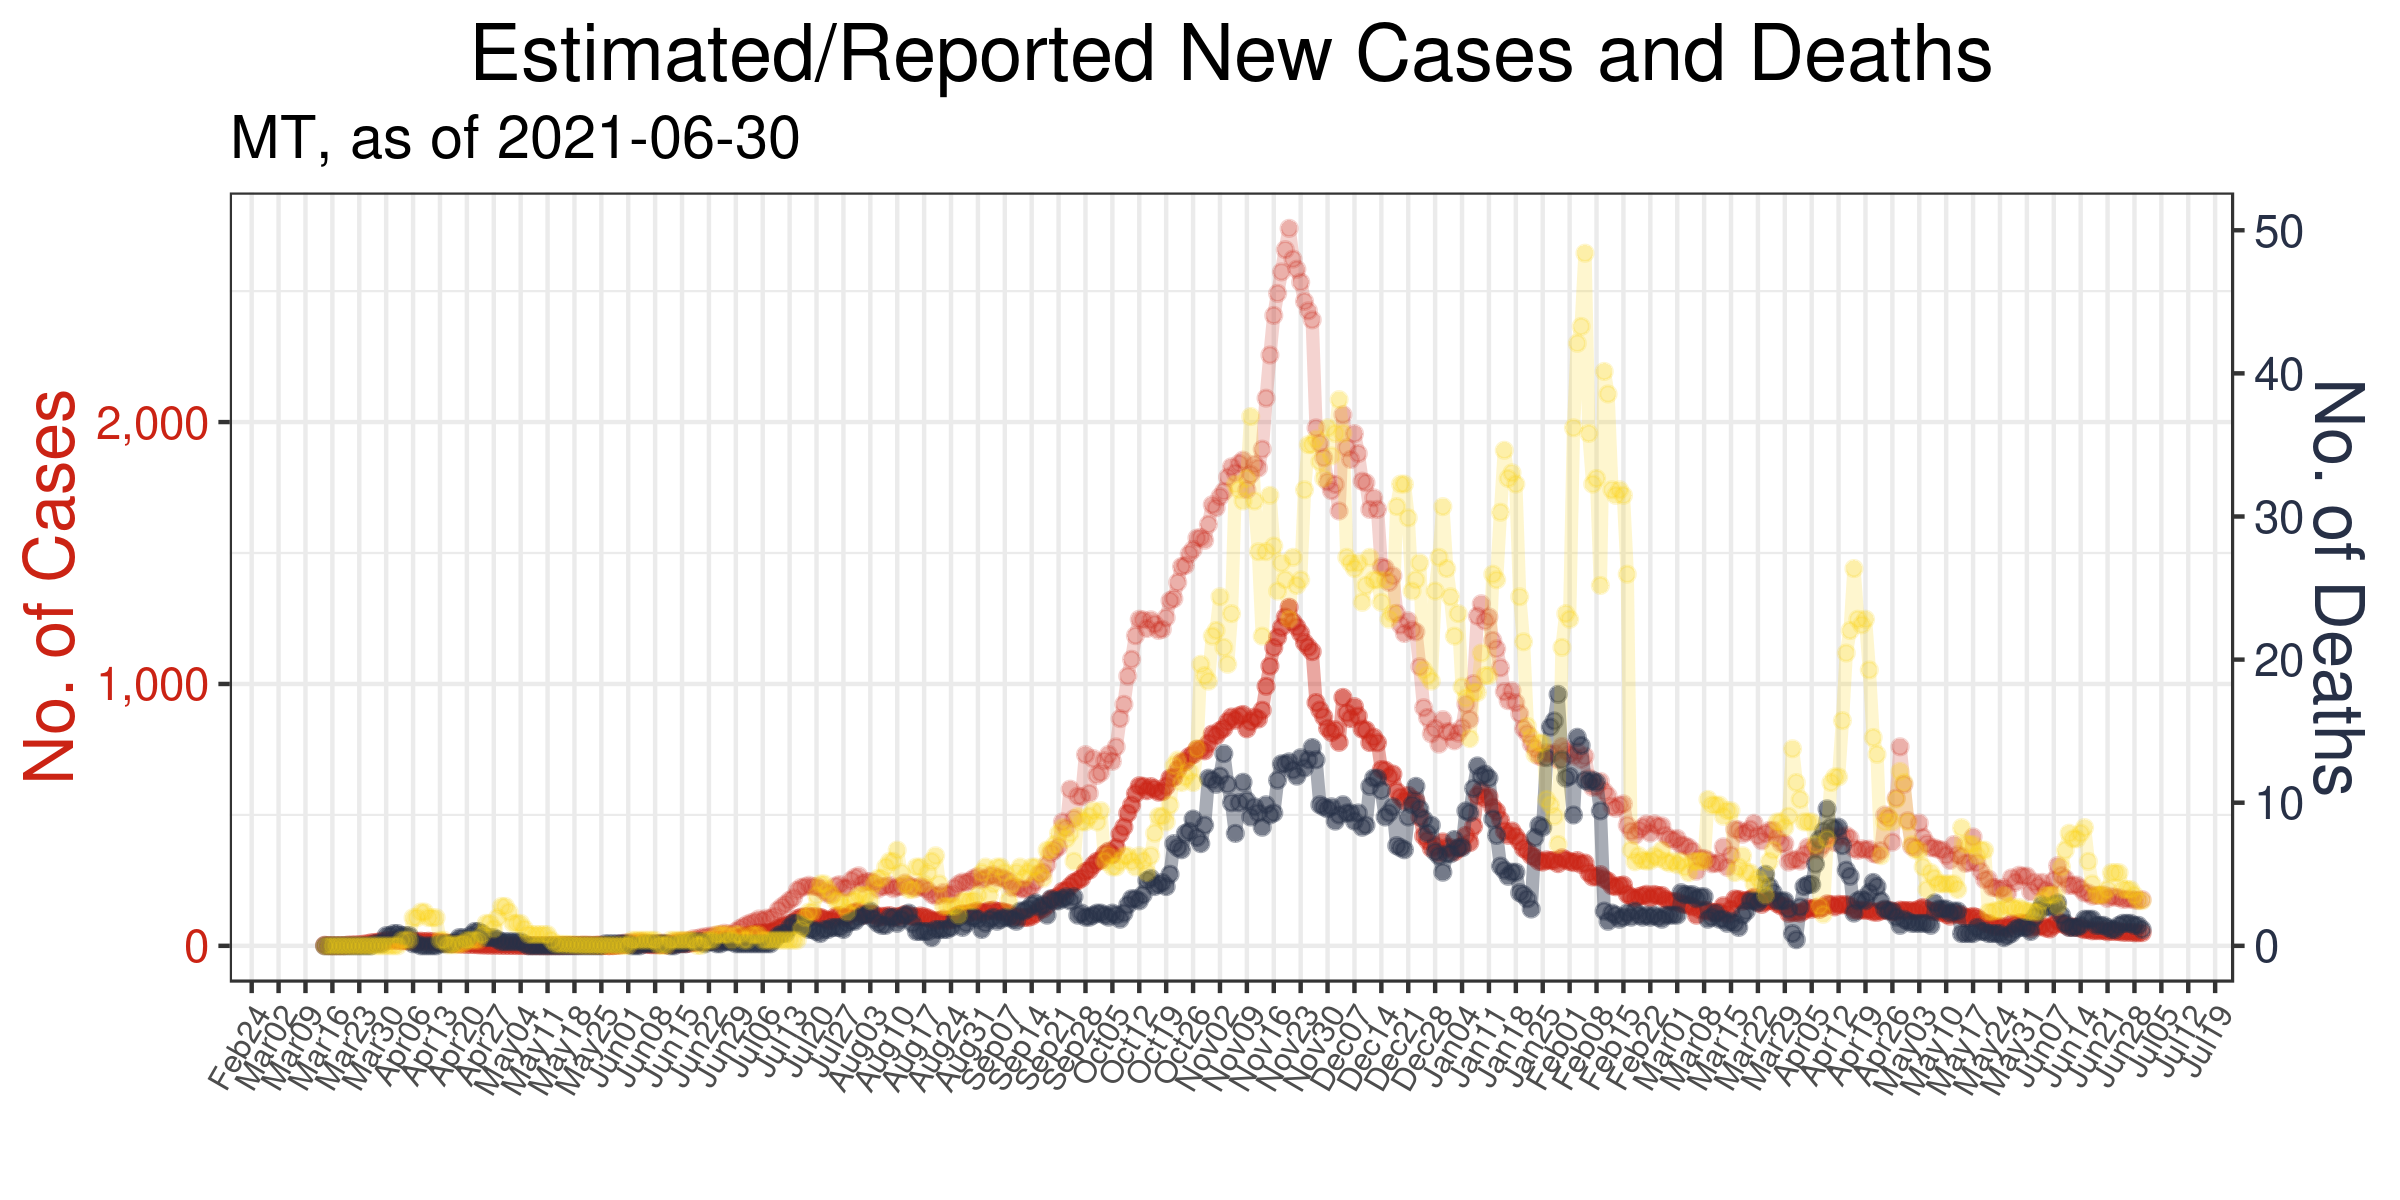 Estimated/Reported New Cases and Deaths
MT, as of 2021-06-30
No. of Cases
2,000
1,000
0
50
40
30
20
10
0
No. of Deaths
Feb24
Mar02
Mar09
Mar16
Mar23
Mar30
Apr06
Apr13
Apr20
Apr27
May04
May11
May18
May25
Jun01
Jun08
Jun15
Jun22
Jun29
Jul06
Jul13
Jul20
Jul27
Aug03
Aug10
Aug17
Aug24
Aug31
Sep07
Sep14
Sep21
Sep28
Oct05
Oct12
Oct19
Oct26
Nov02
Nov09
Nov16
Nov23
Nov30
Dec07
Dec14
Dec21
Dec28
Jan04
Jan11
Jan18
Jan25
Feb01
Feb08
Feb15
Feb22
Mar01
Mar08
Mar15
Mar22
Mar29
Apr05
Apr12
Apr19
Apr26
May03
May10
May17
May24
May31
Jun07
Jun14
Jun21
Jun28
Jul05
Jul12
Jul19